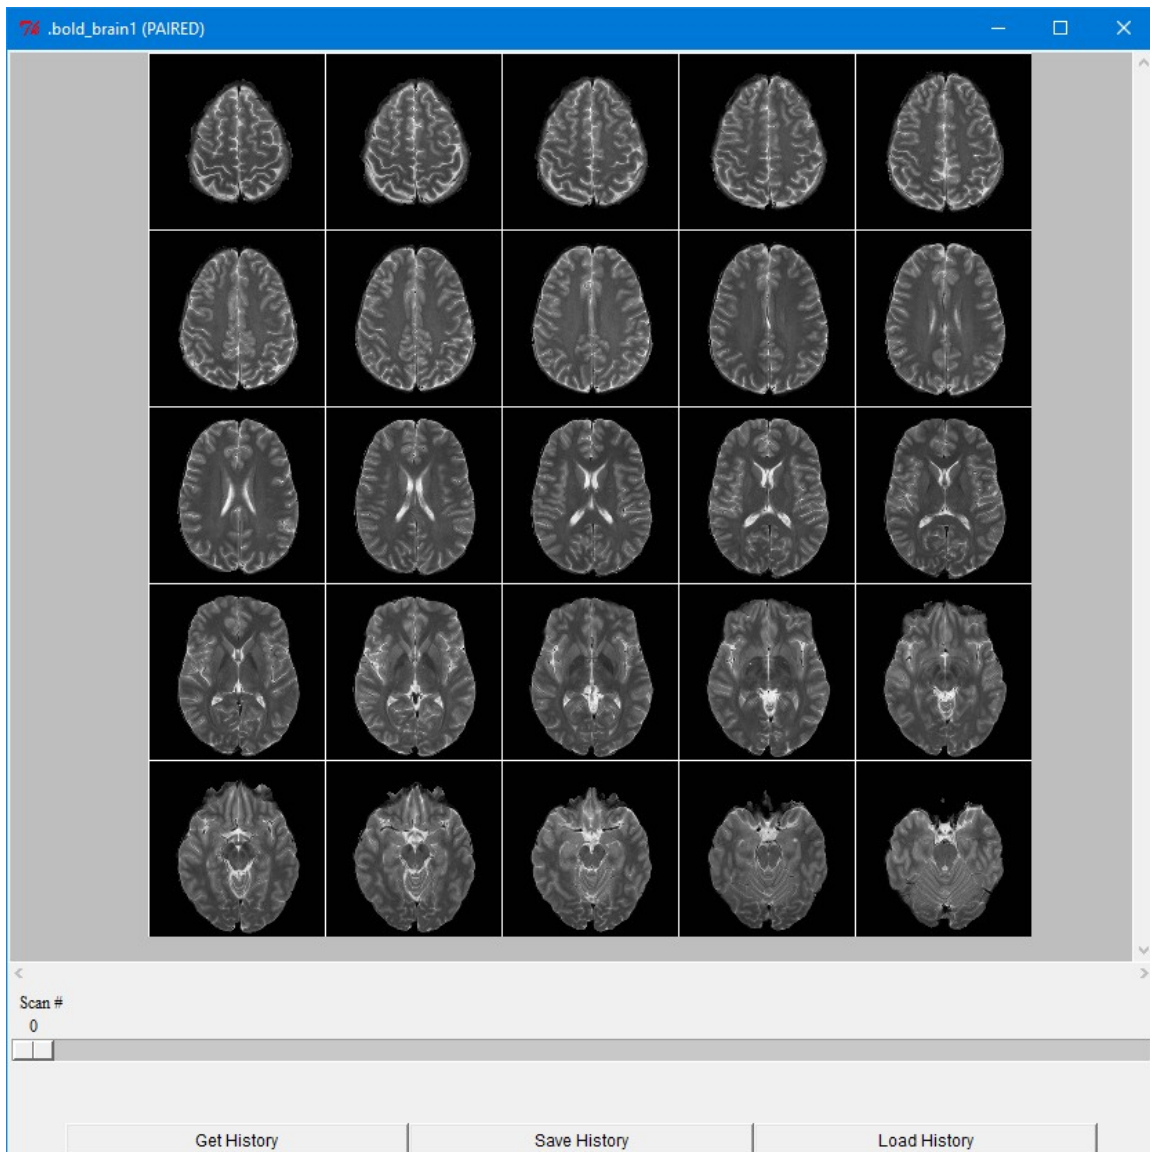 .bold_brain1 (PAIRED)
Scan #
0
Get History
Save History
Load History